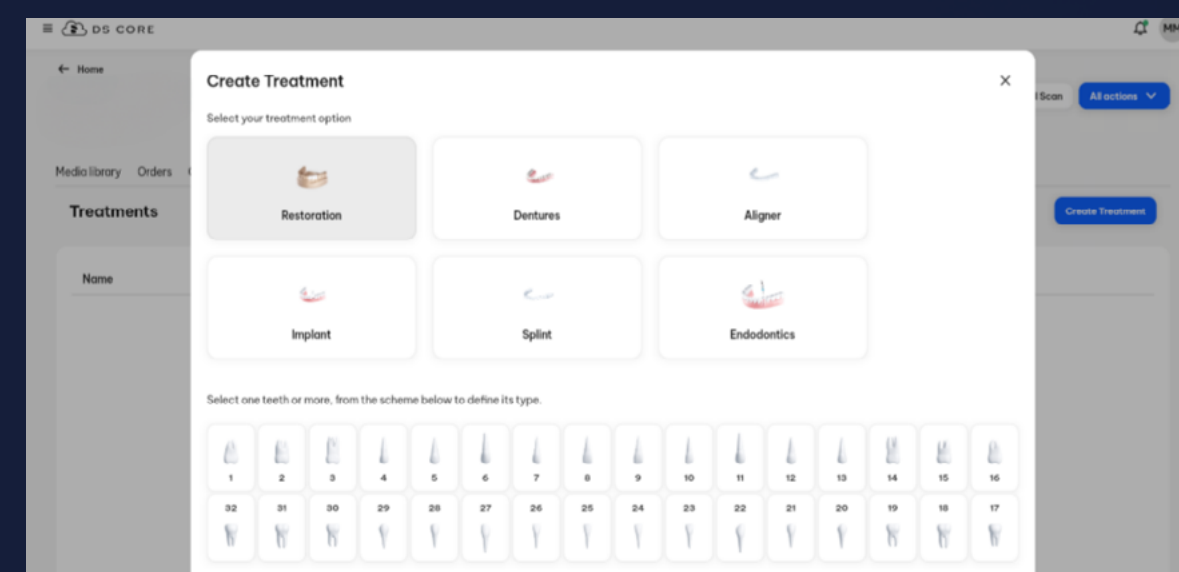 DS CORE
MM
← Home
Scan
All actions
Media library Orders
Treatments
Create Treatment
Name
Create Treatment
Select your treatment option
Restoration
Dentures
Aligner
Implant
Splint
Endodontics
Select one teeth or more, from the scheme below to define its type.
1 2 3 4 5 6 7 8 9 10 11 12 13 14 15 16
32 31 30 29 28 27 26 25 24 23 22 21 20 19 18 17